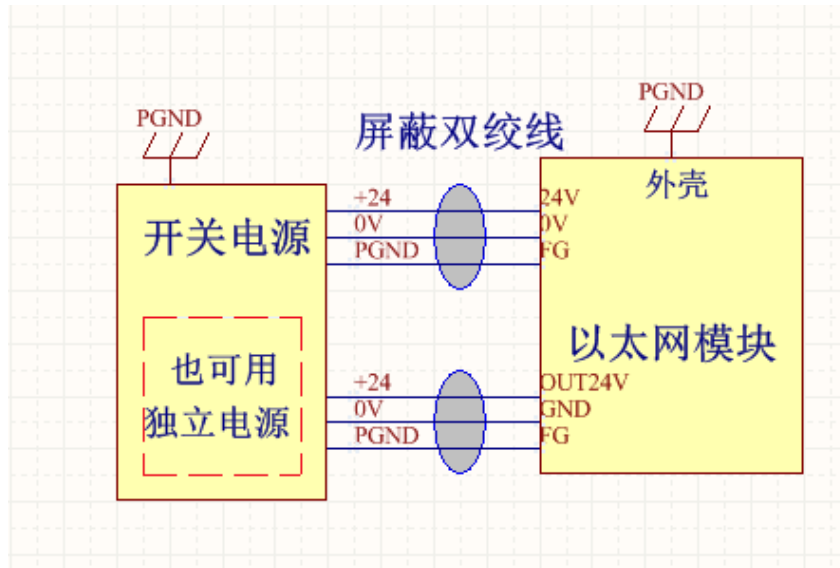 PGND
PGND
屏蔽双绞线
外壳
+24
24V
0V
0V
PGND
FG
开关电源
以太网模块
也可用
独立电源
+24
OUT24V
0V
GND
PGND
FG